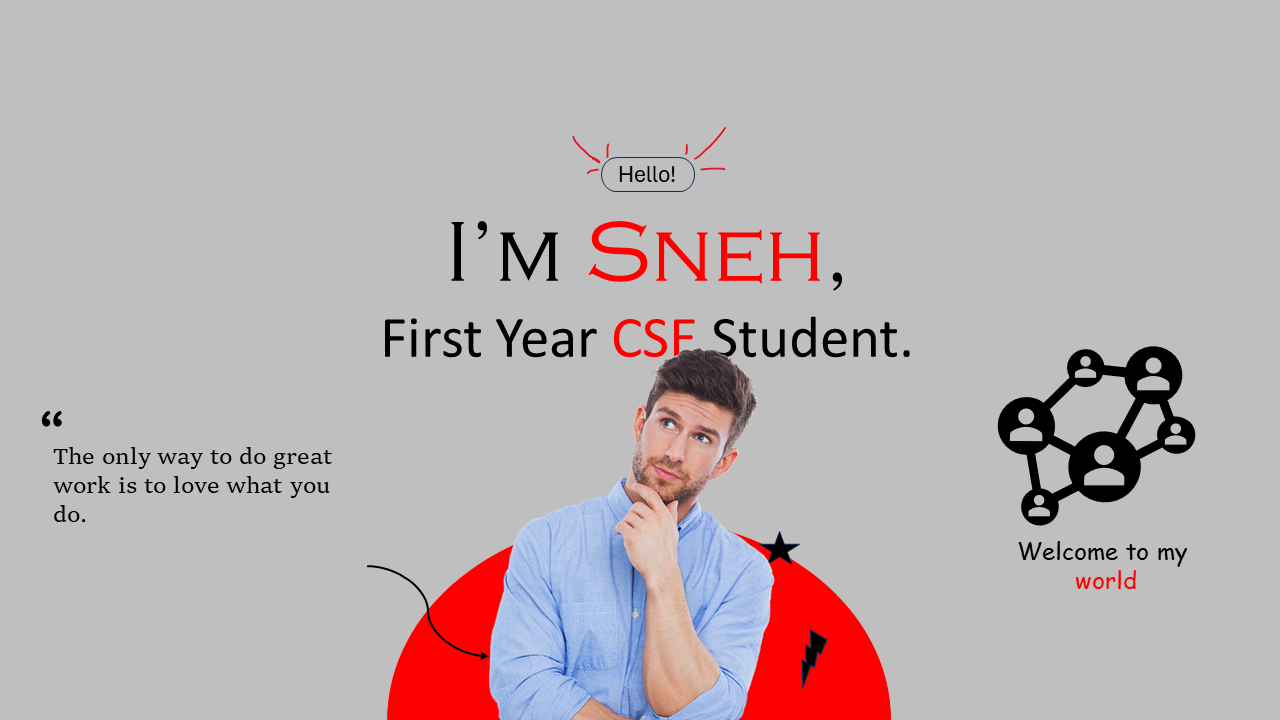 Hello!
I'm Sneh,
First Year CSE Student.
“
The only way to do great
work is to love what you
do.
Welcome to my
world